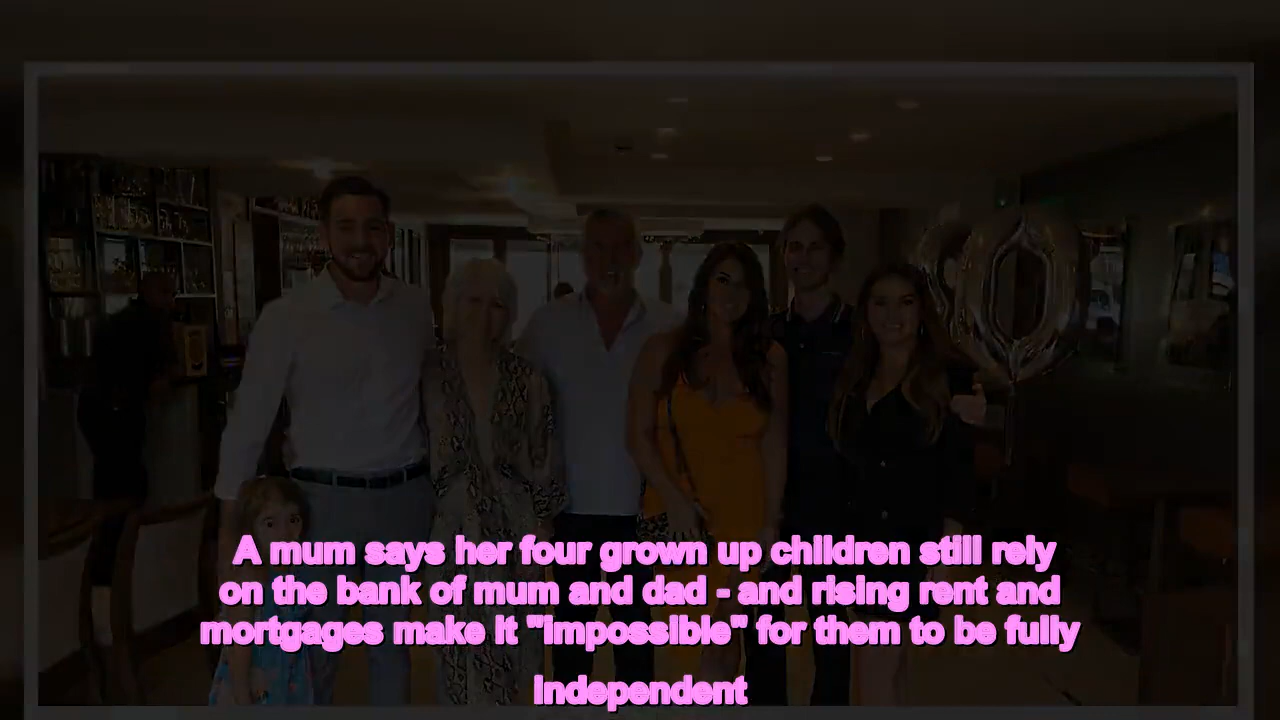 A mum says her four grown up children still rely
on the bank of mum and dad - and rising rent and
mortgages make it "impossible" for them to be fully
independent